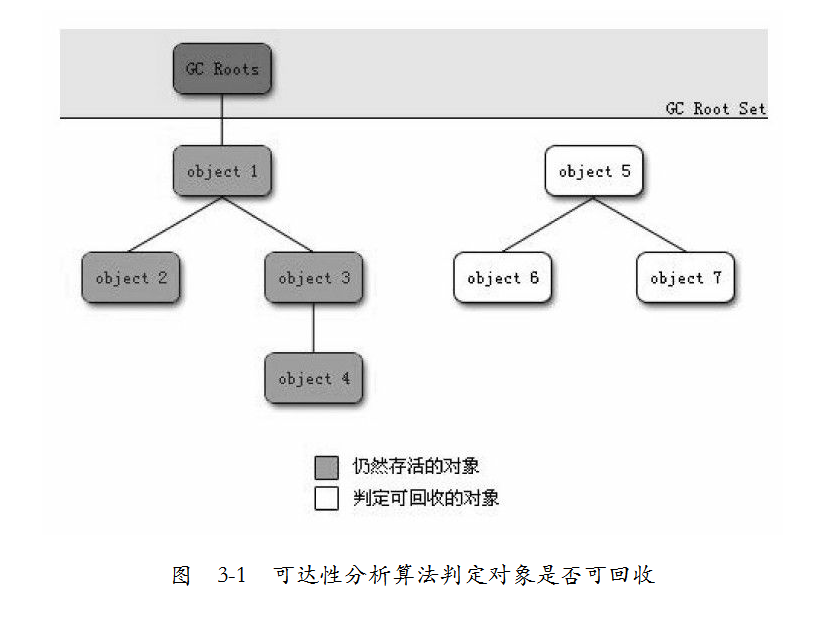 GC Roots
GC Root Set
object 1
object 5
object 2
object 3
object 6
object 7
object 4
仍然存活的对象
判定可回收的对象
图 3-1 可达性分析算法判定对象是否可回收